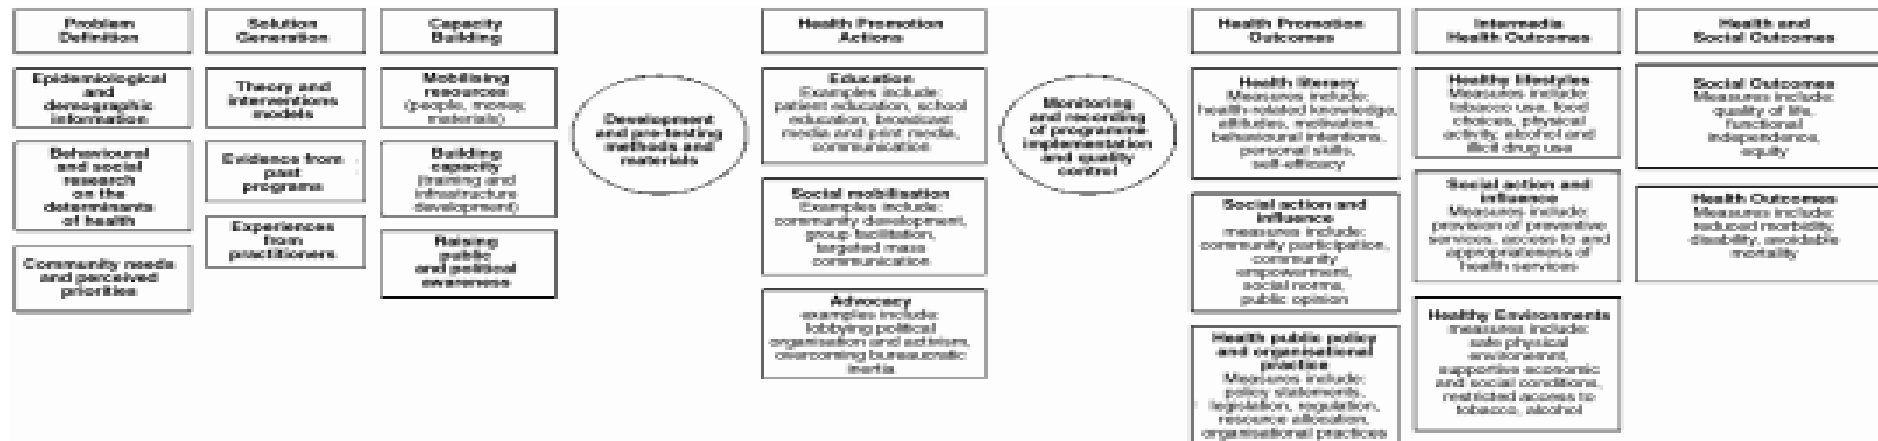 Problem
Definition
Epidemiological
and
demographic
information
Behavioural
and social
research
on the
determinants
of health
Community needs
and perceived
priorities
Solution
Generation
Theory and
interventions
models
Evidence from
past
programs
Experiences
from
practitioners
Capacity
Building
Mobilising
resources
(people, money,
materials)
Building
capacity
(training and
infrastructure
development)
Raising
public
and political
awareness
Development
and pre-testing
methods and
materials
Health Promotion
Actions
Education
Examples include:
patient education, school
education, broadcast
media and print media,
communication
Social mobilisation
Examples include:
community development,
group facilitation,
targeted mass
communication
Advocacy
examples include:
lobbying political
organisation and activism,
overcoming bureaucratic
inertia
Monitoring
and recording
of programme
implementation
and quality
control
Health Promotion
Outcomes
Health literacy
Measures include:
health related knowledge,
attitudes, motivation,
behavioural intentions,
personal skills,
self-efficacy
Social action and
influence
measures include:
community participation,
community
empowerment,
social norms,
public opinion
Health public policy
and organisational
practice
Measures include:
policy statements,
legislation, regulation,
resource allocation,
organisational practices
Intermedia
Health Outcomes
Healthy lifestyles
Measures include:
tobacco use, food
choices, physical
activity, alcohol and
illicit drug use
Social action and
influence
Measures include:
provision of preventive
services, access to and
appropriateness of
health services
Healthy Environments
measures include:
safe physical
supportive economic
and social conditions,
restricted access to
tobacco, alcohol
Health and
Social Outcomes
Social Outcomes
Measures include:
quality of life,
functional
independence,
equity
Health Outcomes
Measures include:
reduced morbidity,
disability, avoidable
mortality